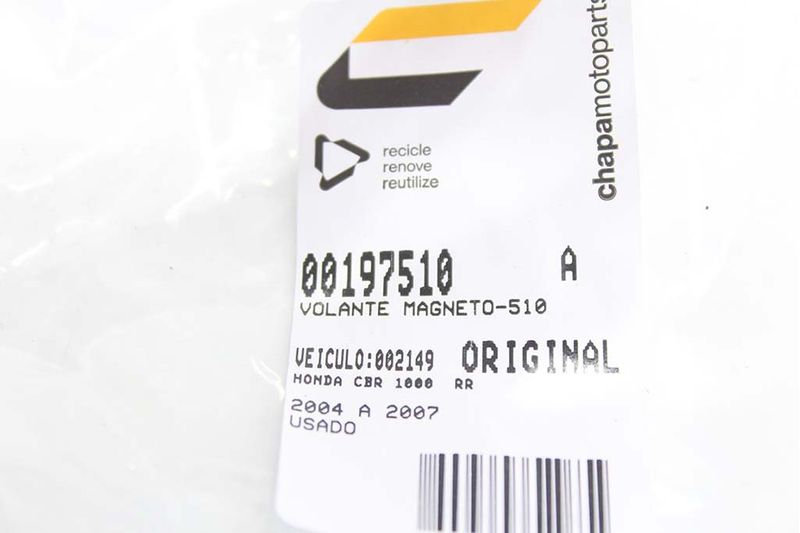 chapamotoparts
recicle
renove
reutilize
00197510 A
VOLANTE MAGNETO-510
VEICULO:002149 ORIGINAL
HONDA CBR 1000 RR
2004 A 2007
USADO